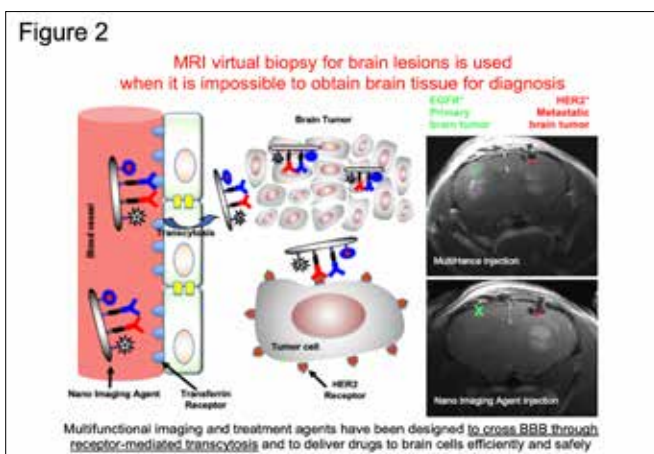 Figure 2
MRI virtual biopsy for brain lesions is used
when it is impossible to obtain brain tissue for diagnosis
EGFR+
Primary
brain tumor
HER2+
Metastatic
brain tumor
Brain Tumor
Blood vessel
Transcytosis
MultiHance injection
Tumor cell
Nano Imaging Agent
Transferrin
Receptor
HER2
Receptor
Nano Imaging Agent injection
X
Multifunctional imaging and treatment agents have been designed to cross BBB through
receptor-mediated transcytosis and to deliver drugs to brain cells efficiently and safely